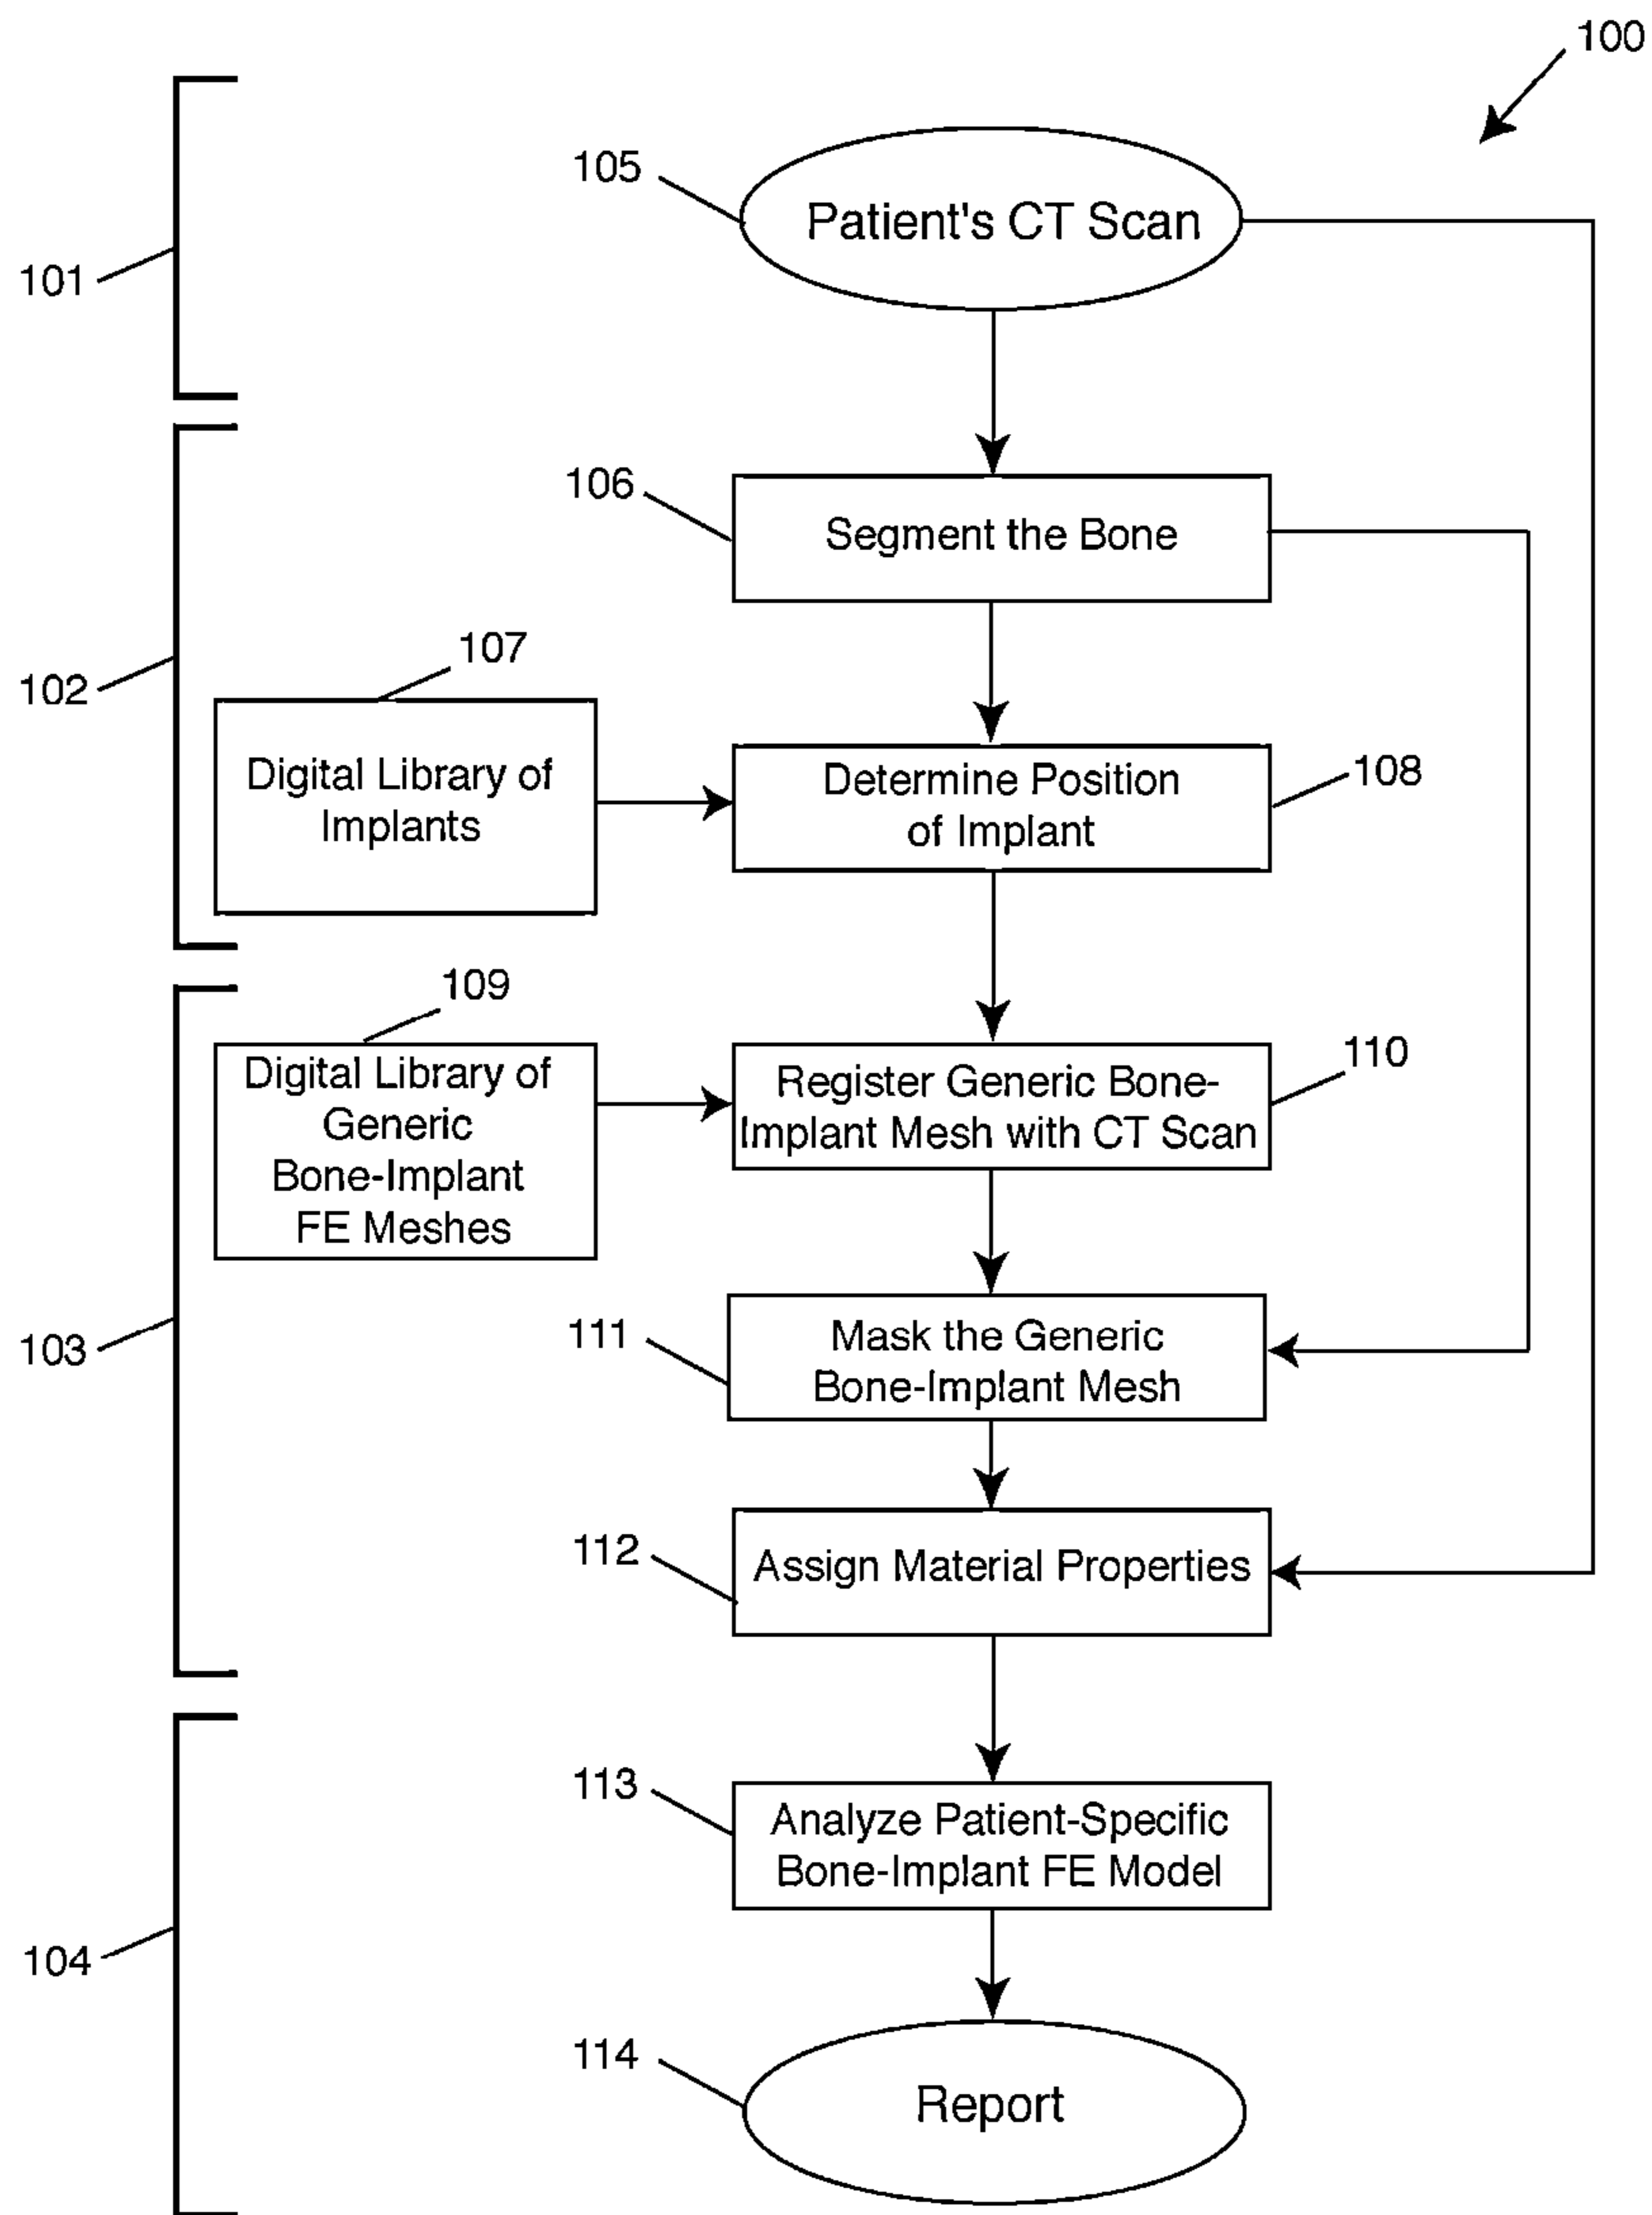 100
105
Patient's CT Scan
101
106
Segment the Bone
107
102
Digital Library of
Implants
Determine Position
of Implant
108
109
Digital Library of
Generic
Bone-Implant
FE Meshes
Register Generic Bone-
Implant Mesh with CT Scan
110
103
111
Mask the Generic
Bone-Implant Mesh
112
Assign Material Properties
113
Analyze Patient-Specific
Bone-Implant FE Model
104
114
Report